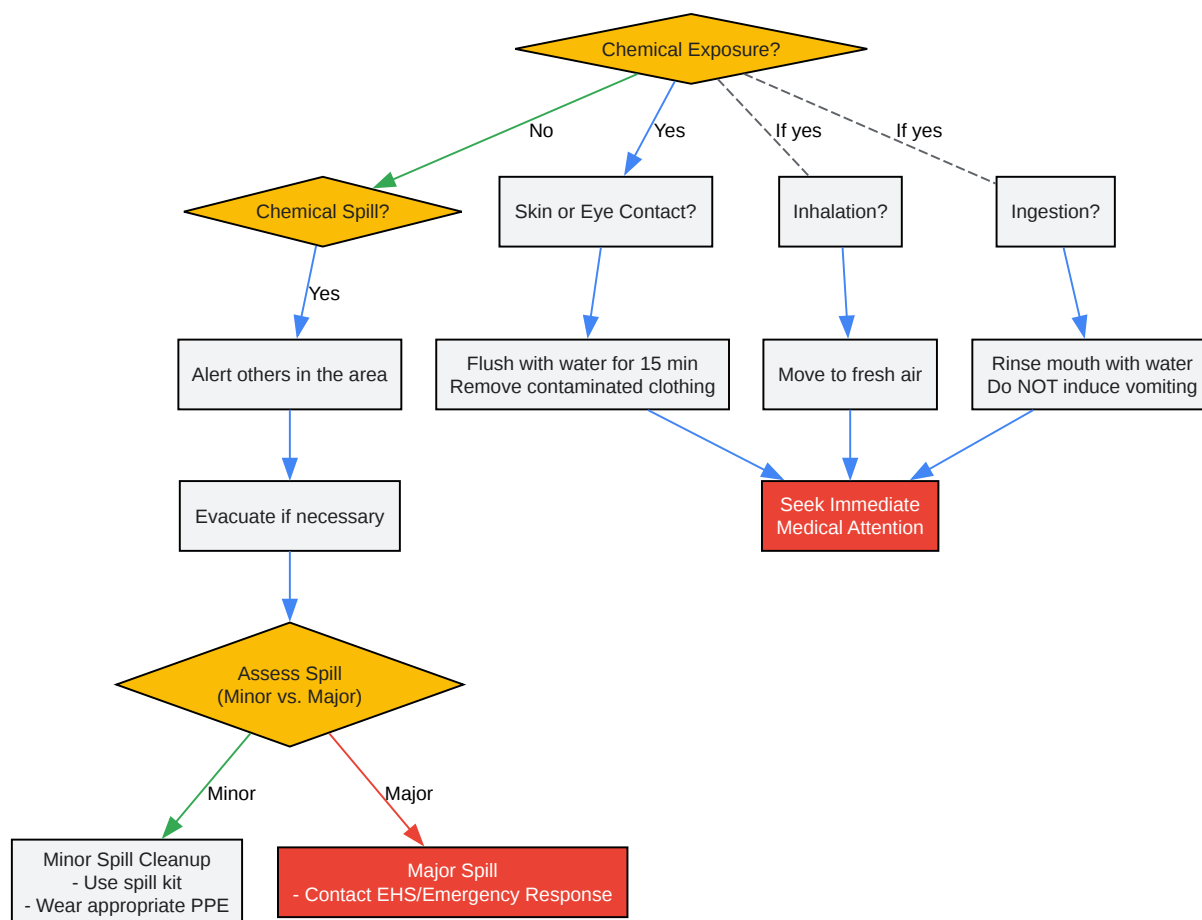 Chemical Exposure?
No
Yes
If yes
If yes
Chemical Spill?
Skin or Eye Contact?
Inhalation?
Ingestion?
Yes
Alert others in the area
Flush with water for 15 min
Remove contaminated clothing
Move to fresh air
Rinse mouth with water
Do NOT induce vomiting
Evacuate if necessary
Seek Immediate
Medical Attention
Assess Spill
(Minor vs. Major)
Minor
Major
Minor Spill Cleanup
- Use spill kit
- Wear appropriate PPE
Major Spill
- Contact EHS/Emergency Response